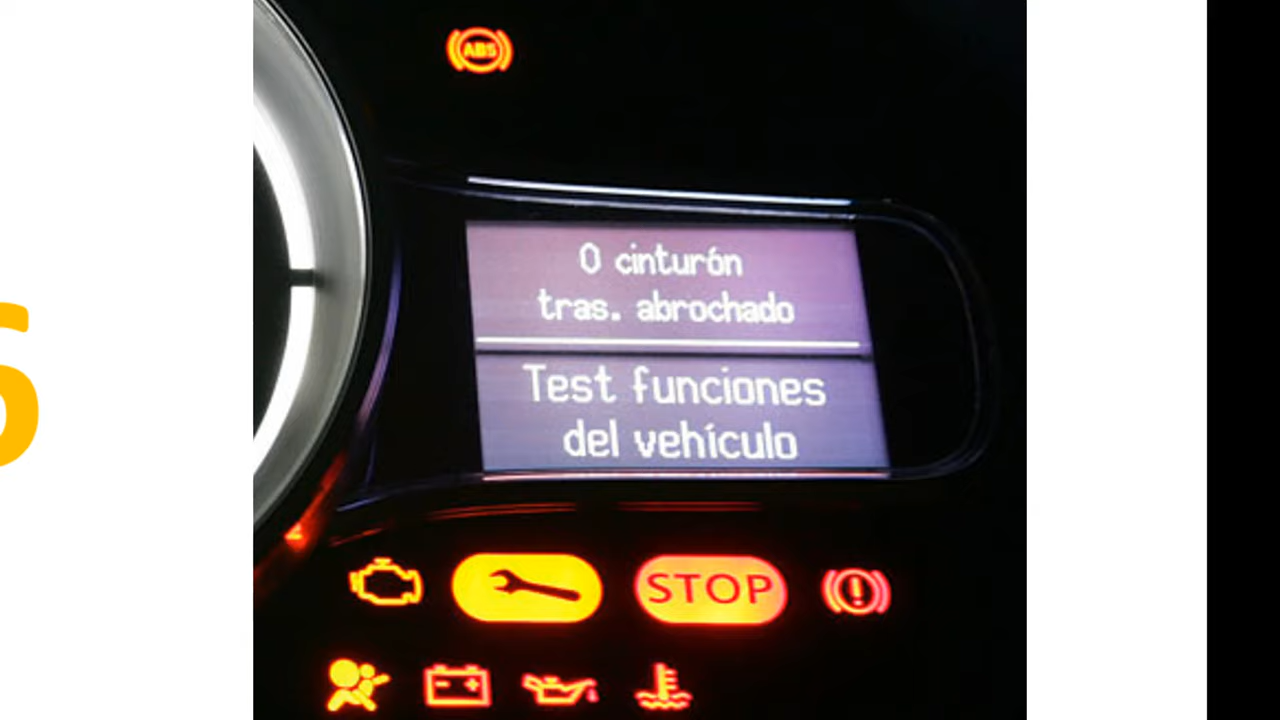 ABS
0 cinturón
tras. abrochado
Test funciones
del vehículo
STOP